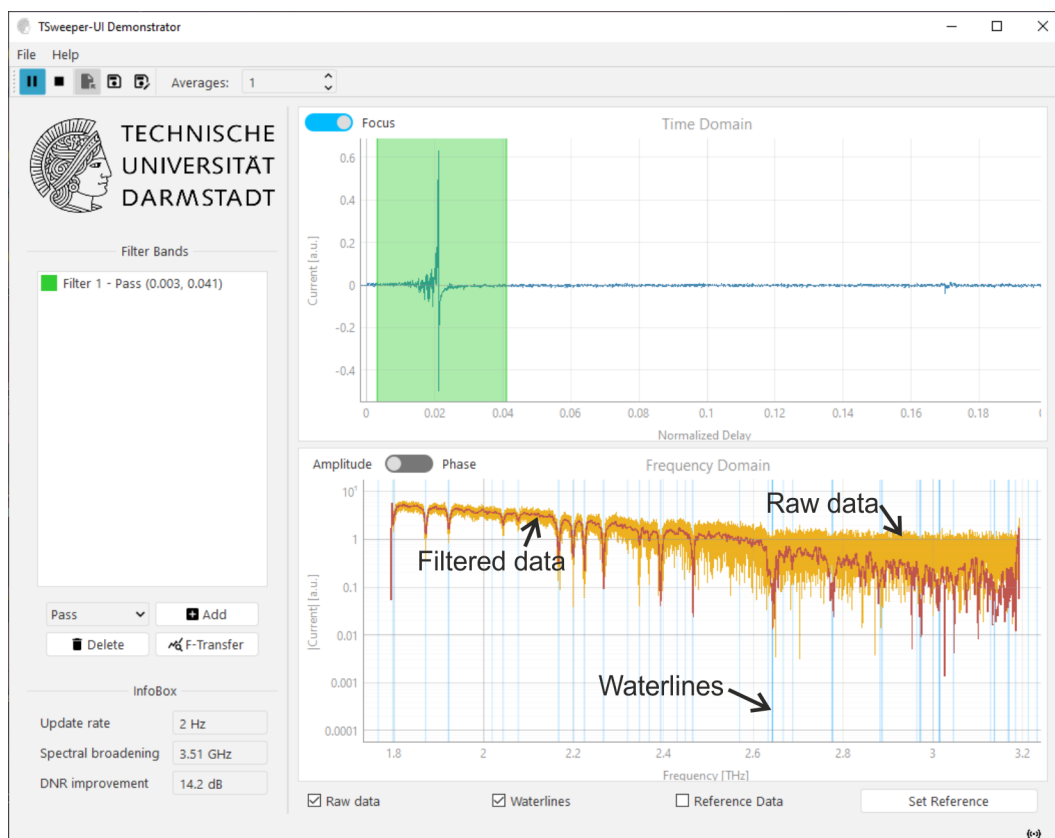 TSweeper-UI Demonstrator
File Help
Averages: 1
TECHNISCHE
UNIVERSITÄT
DARMSTADT
Filter Bands
Filter 1 - Pass (0.003, 0.041)
Pass
Add
Delete
F-Transfer
InfoBox
Update rate 2 Hz
Spectral broadening 3.51 GHz
DNR improvement 14.2 dB
Focus
Time Domain
Current [a.u.]
0.6
0.4
0.2
0
-0.2
-0.4
0 0.02 0.04 0.06 0.08 0.1 0.12 0.14 0.16 0.18
Normalized Delay
Amplitude Phase
Frequency Domain
|Current| [a.u.]
10¹
1
0.1
0.01
0.001
0.0001
Raw data
Filtered data
Waterlines
1.8 2 2.2 2.4 2.6 2.8 3 3.2
Frequency [THz]
Raw data Waterlines Reference Data Set Reference